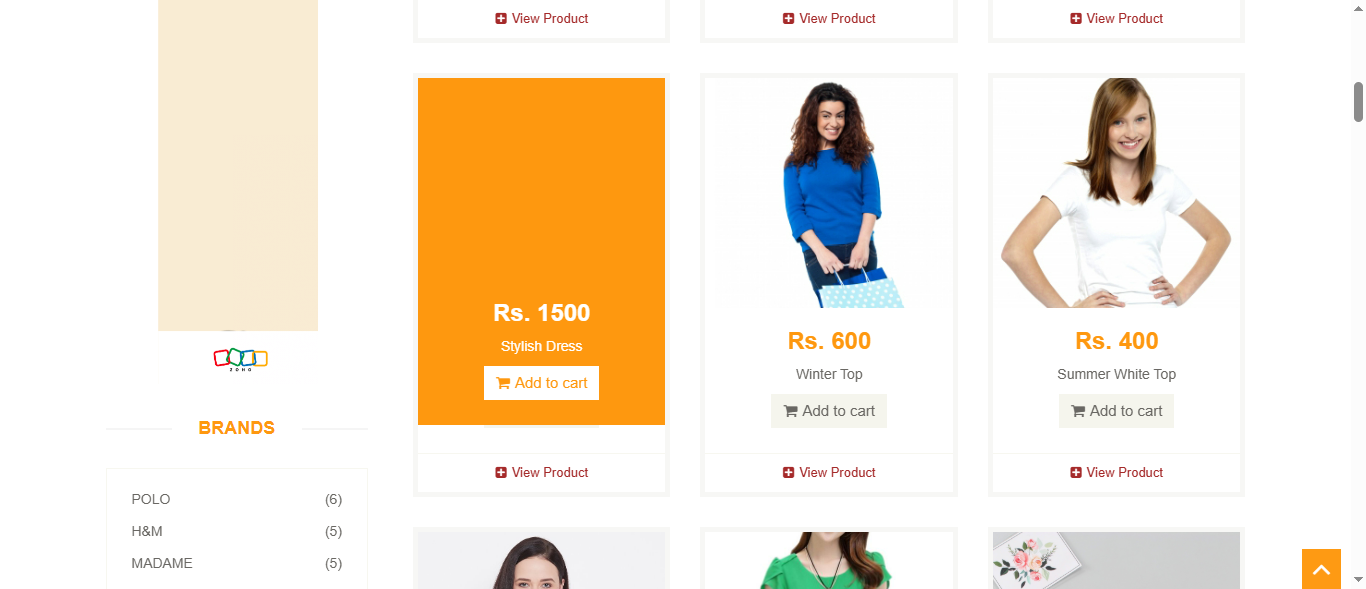 View Product
View Product
View Product
Rs. 1500
Stylish Dress
Add to cart
View Product
Rs. 600
Winter Top
Add to cart
View Product
Rs. 400
Summer White Top
Add to cart
View Product
ZOHO
BRANDS
POLO (6)
H&M (5)
MADAME (5)